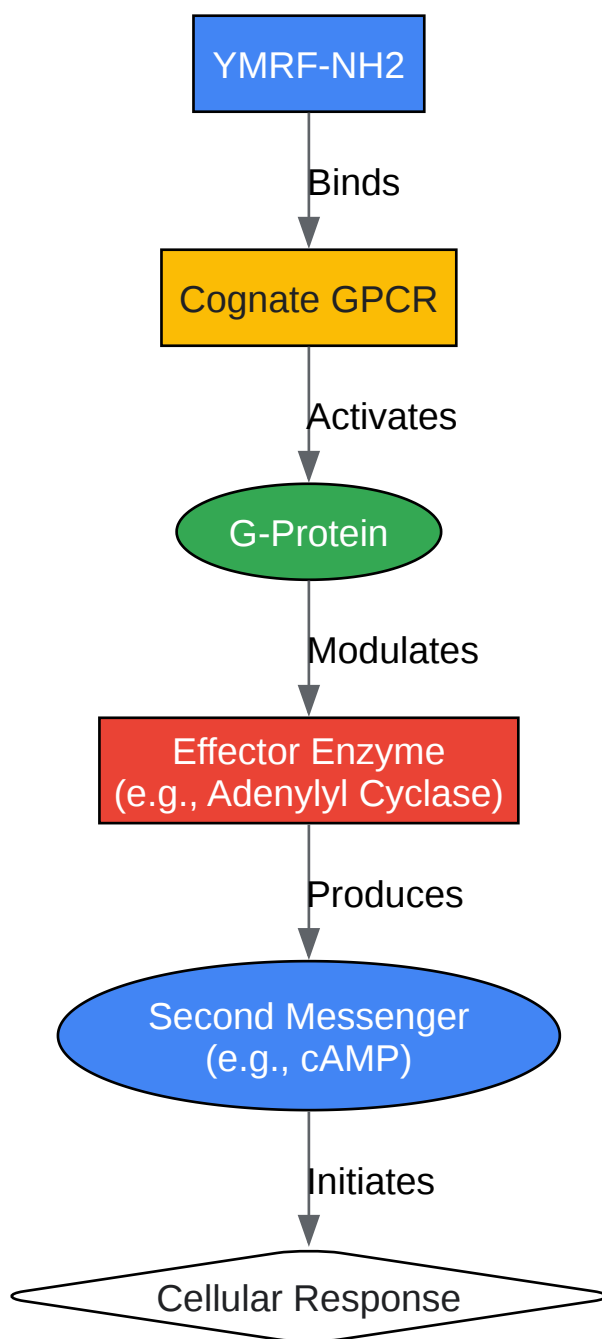 YMRF-NH2
Binds
Cognate GPCR
Activates
G-Protein
Modulates
Effector Enzyme
(e.g., Adenylyl Cyclase)
Produces
Second Messenger
(e.g., cAMP)
Initiates
Cellular Response